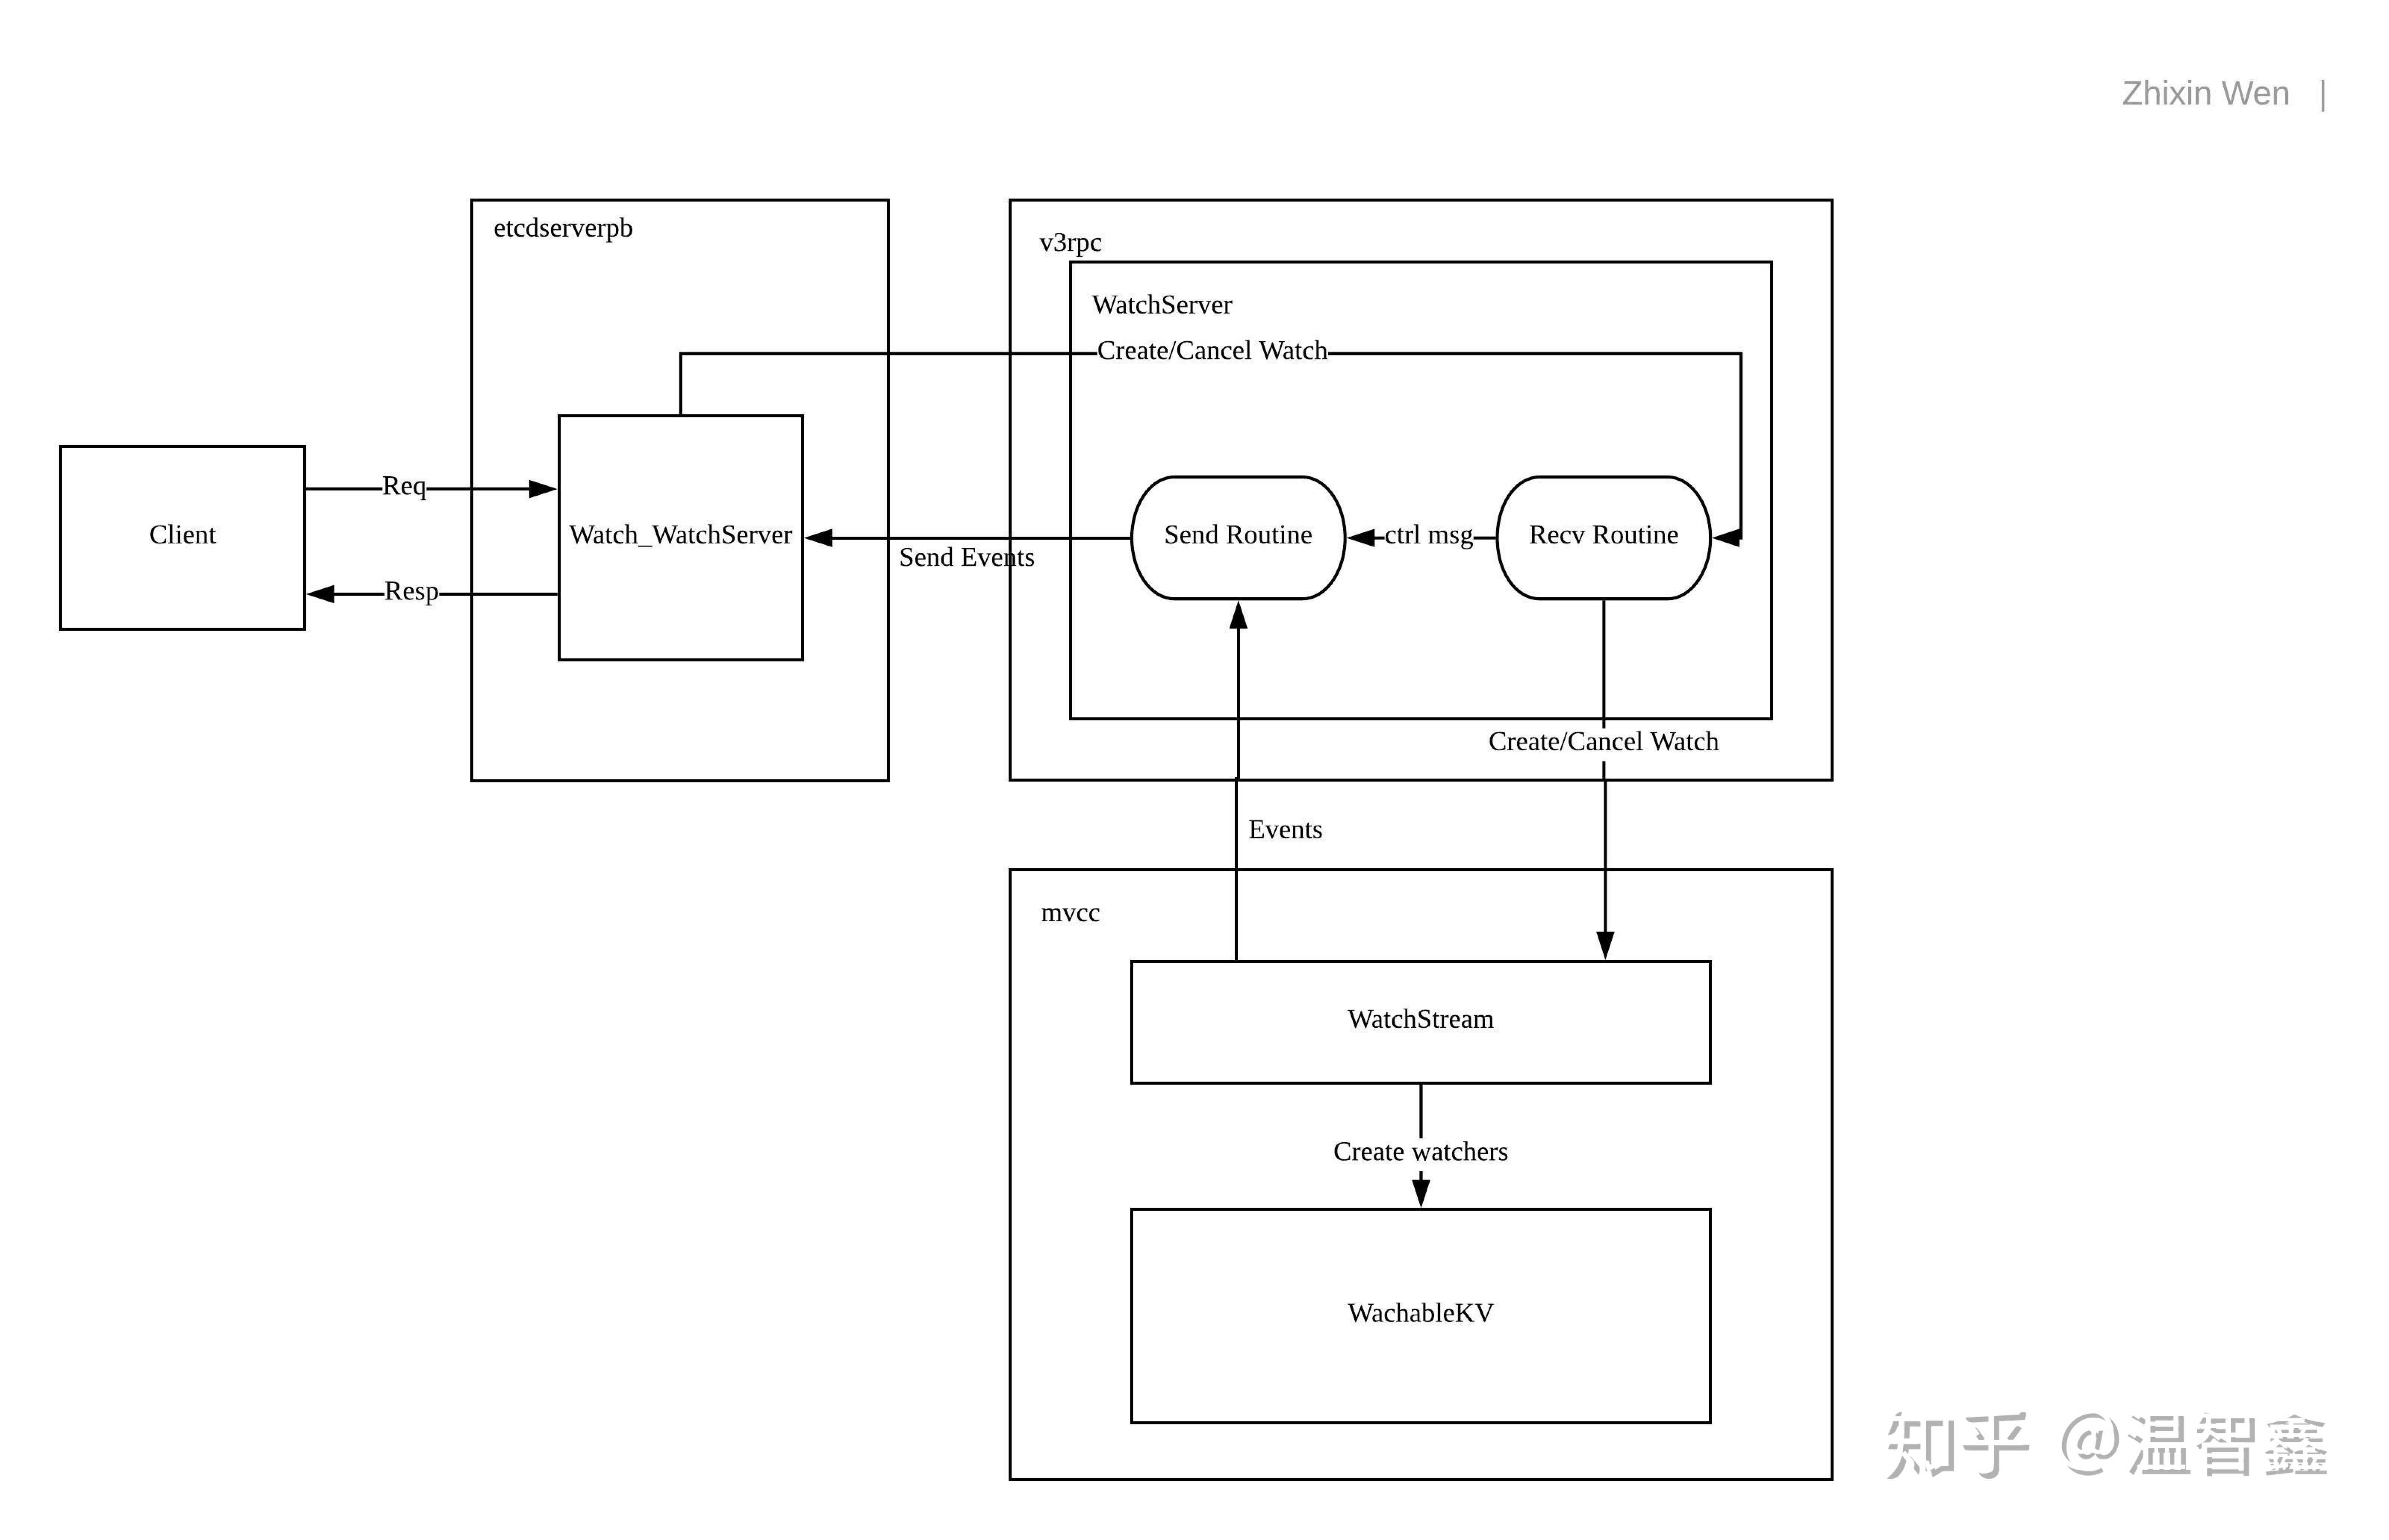 Zhixin Wen |
etcdserverpb
v3rpc
WatchServer
Create/Cancel Watch
Req
Client
Watch_WatchServer
Send Routine
ctrl msg
Recv Routine
Send Events
Resp
Create/Cancel Watch
Events
mvcc
WatchStream
Create watchers
WachableKV
知乎 @温智鑫